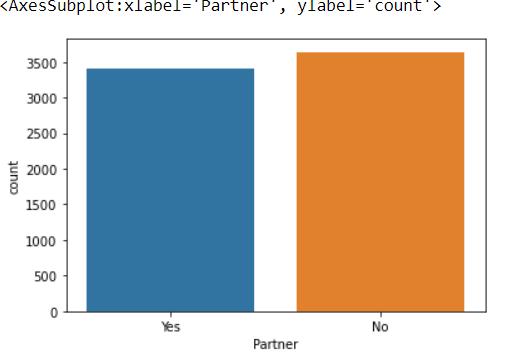 <AxesSubplot:xlabel='Partner', ylabel='count'>
3500
3000
2500
2000
1500
1000
500
0
count
Yes No
Partner